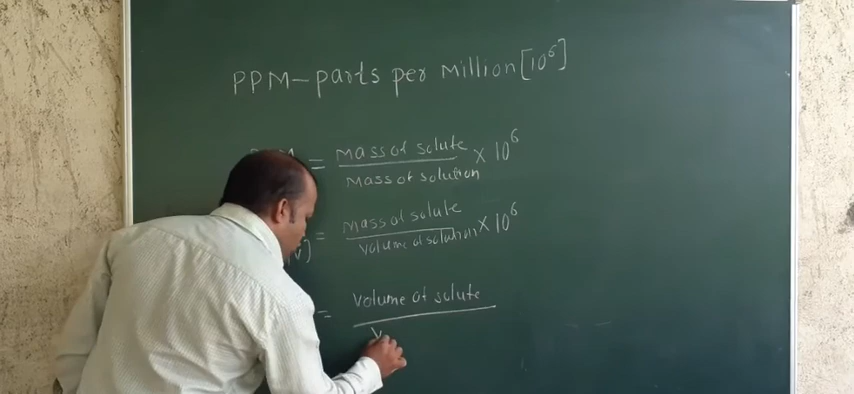 PPM - parts per Million [10⁶]
= Mass of solute / Mass of solution × 10⁶
= Mass of solute / volume of solution × 10⁶
= volume of solute / v